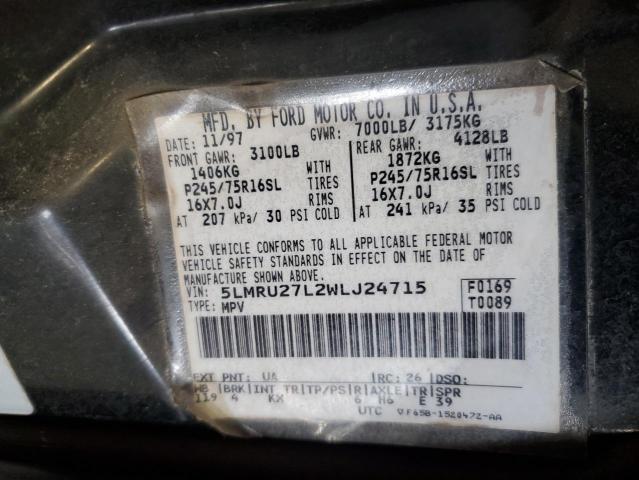 MFD. BY FORD MOTOR CO. IN U.S.A.
DATE: 11/97 GVWR: 7000LB/ 3175KG
FRONT GAWR: 3100LB REAR GAWR: 4128LB
1406KG WITH 1872KG WITH
P245/75R16SL TIRES P245/75R16SL TIRES
16X7.0J RIMS 16X7.0J RIMS
AT 207 kPa/ 30 PSI COLD AT 241 kPa/ 35 PSI COLD
THIS VEHICLE CONFORMS TO ALL APPLICABLE FEDERAL MOTOR
VEHICLE SAFETY STANDARDS IN EFFECT ON THE DATE OF
MANUFACTURE SHOWN ABOVE.
VIN: 5LMRU27L2WLJ24715 F0169
TYPE: MPV T0089
EXT PNT: UA RC: 26 DSO:
WB BRK INT TR TP/PS R AXLE TR SPR
119 4 KX 6 H6 E 39
UTC F65B-1520472-AA